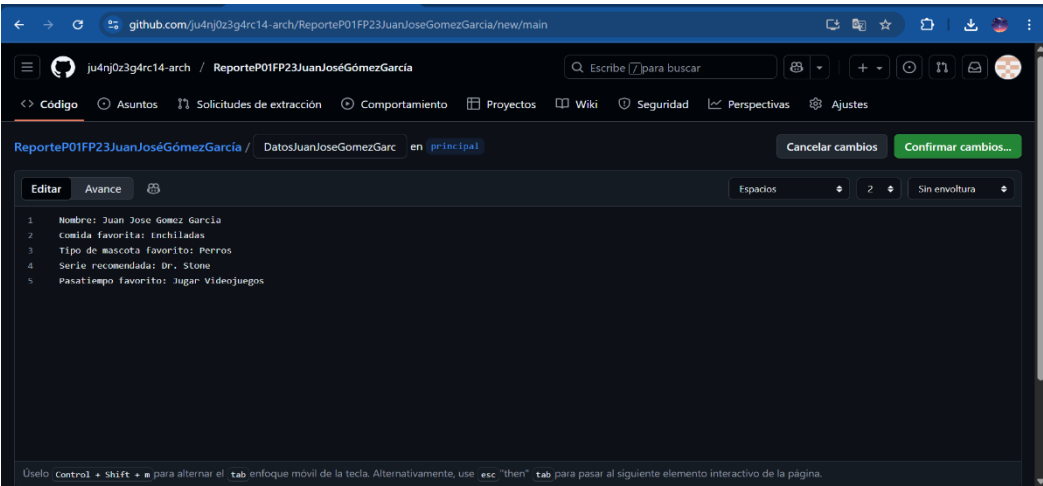 github.com/ju4nj0z3g4rc14-arch/ReporteP01FP23JuanJoseGomezGarcia/new/main
ju4nj0z3g4rc14-arch / ReporteP01FP23JuanJoséGómezGarcía
Escribe / para buscar
Código Asuntos Solicitudes de extracción Comportamiento Proyectos Wiki Seguridad Perspectivas Ajustes
ReporteP01FP23JuanJoséGómezGarcía / DatosJuanJoseGomezGarc en principal
Cancelar cambios Confirmar cambios...
Editar Avance
Espacios 2 Sin envoltura
1 Nombre: Juan Jose Gomez Garcia
2 Comida favorita: Enchiladas
3 Tipo de mascota favorito: Perros
4 Serie recomendada: Dr. Stone
5 Pasatiempo favorito: Jugar Videojuegos
Úselo Control + Shift + m para alternar el tab enfoque móvil de la tecla. Alternativamente, use esc "then" tab para pasar al siguiente elemento interactivo de la página.